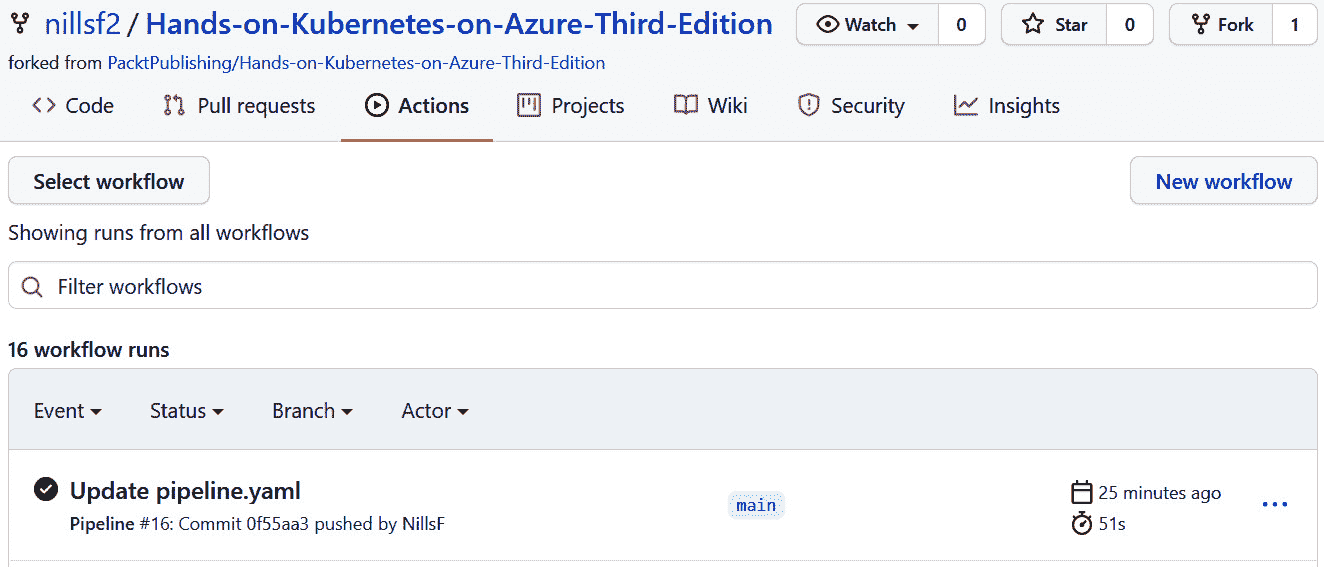 nillsf2 / Hands-on-Kubernetes-on-Azure-Third-Edition Watch 0 Star 0 Fork 1
forked from PacktPublishing/Hands-on-Kubernetes-on-Azure-Third-Edition
Code Pull requests Actions Projects Wiki Security Insights
Select workflow New workflow
Showing runs from all workflows
Filter workflows
16 workflow runs
Event Status Branch Actor
Update pipeline.yaml main 25 minutes ago
Pipeline #16: Commit 0f55aa3 pushed by NillsF 51s